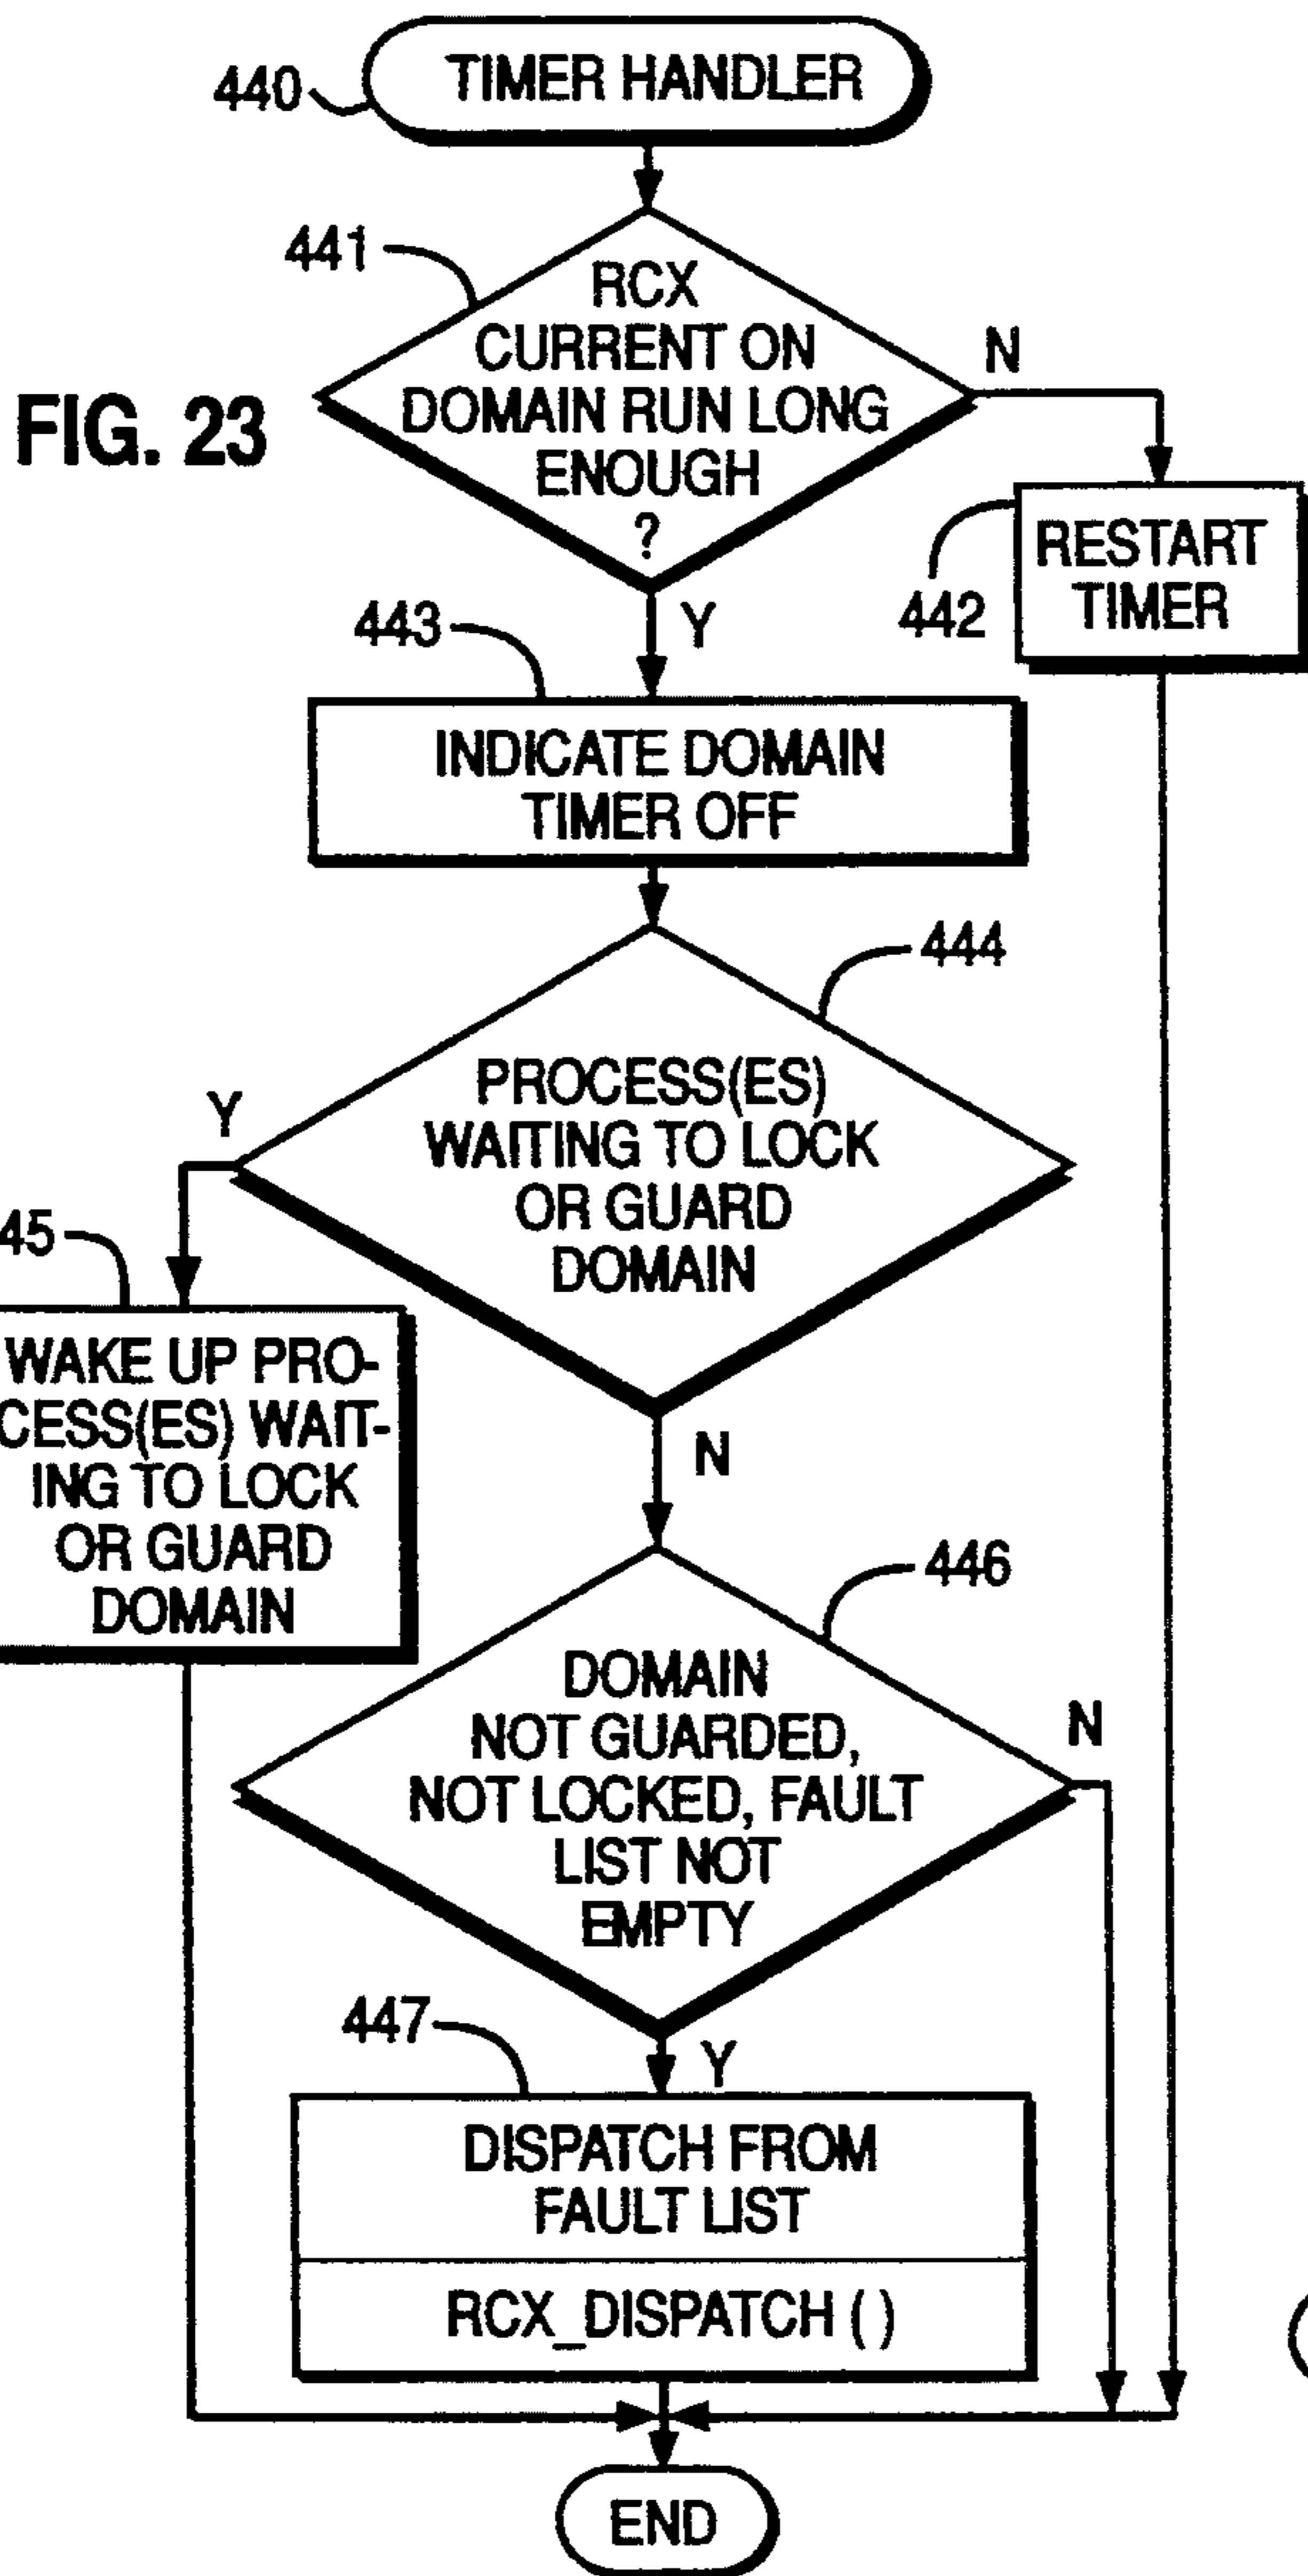 TIMER HANDLER
440
441
RCX
CURRENT ON
DOMAIN RUN LONG
ENOUGH
?
N
FIG. 23
RESTART
TIMER
442
Y
443
INDICATE DOMAIN
TIMER OFF
444
PROCESS(ES)
WAITING TO LOCK
OR GUARD
DOMAIN
Y
45
WAKE UP PRO-
CESS(ES) WAIT-
ING TO LOCK
OR GUARD
DOMAIN
N
446
DOMAIN
NOT GUARDED,
NOT LOCKED, FAULT
LIST NOT
EMPTY
N
447
Y
DISPATCH FROM
FAULT LIST
RCX_DISPATCH ( )
END